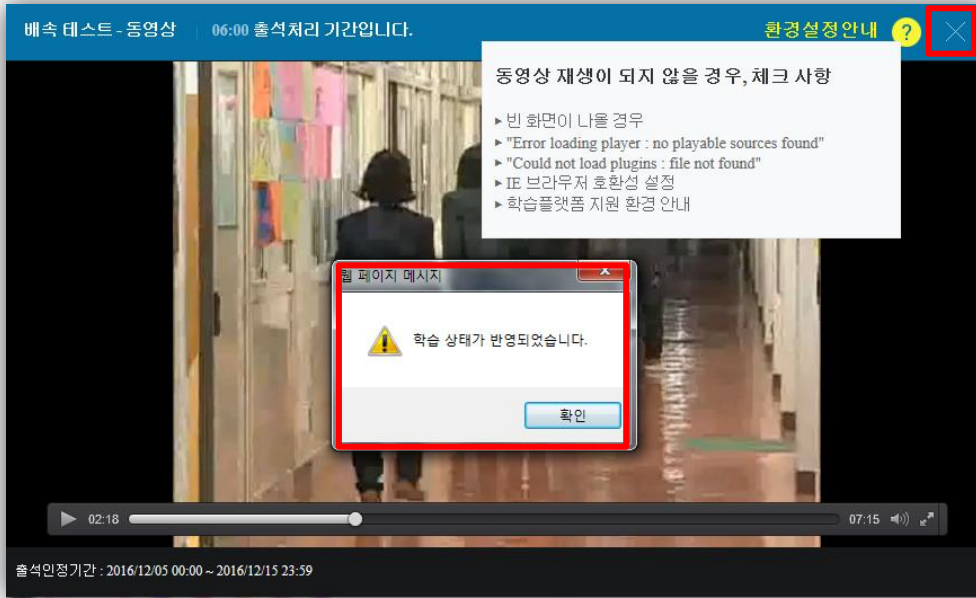 배속 테스트 - 동영상
06:00 출석처리 기간입니다.
환경설정안내 ?
동영상 재생이 되지 않을 경우, 체크 사항
▸ 빈 화면이 나올 경우
▸ "Error loading player : no playable sources found"
▸ "Could not load plugins : file not found"
▸ IE 브라우저 호환성 설정
▸ 학습플랫폼 지원 환경 안내
웹 페이지 메시지
학습 상태가 반영되었습니다.
확인
02:18
07:15
출석인정기간 : 2016/12/05 00:00 ~ 2016/12/15 23:59